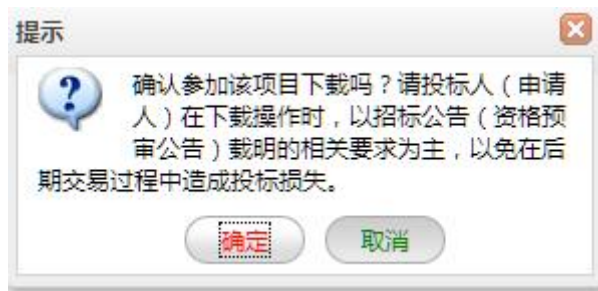 提示
确认参加该项目下载吗？请投标人（申请
人）在下载操作时，以招标公告（资格预
审公告）载明的相关要求为主，以免在后
期交易过程中造成投标损失。
确定
取消